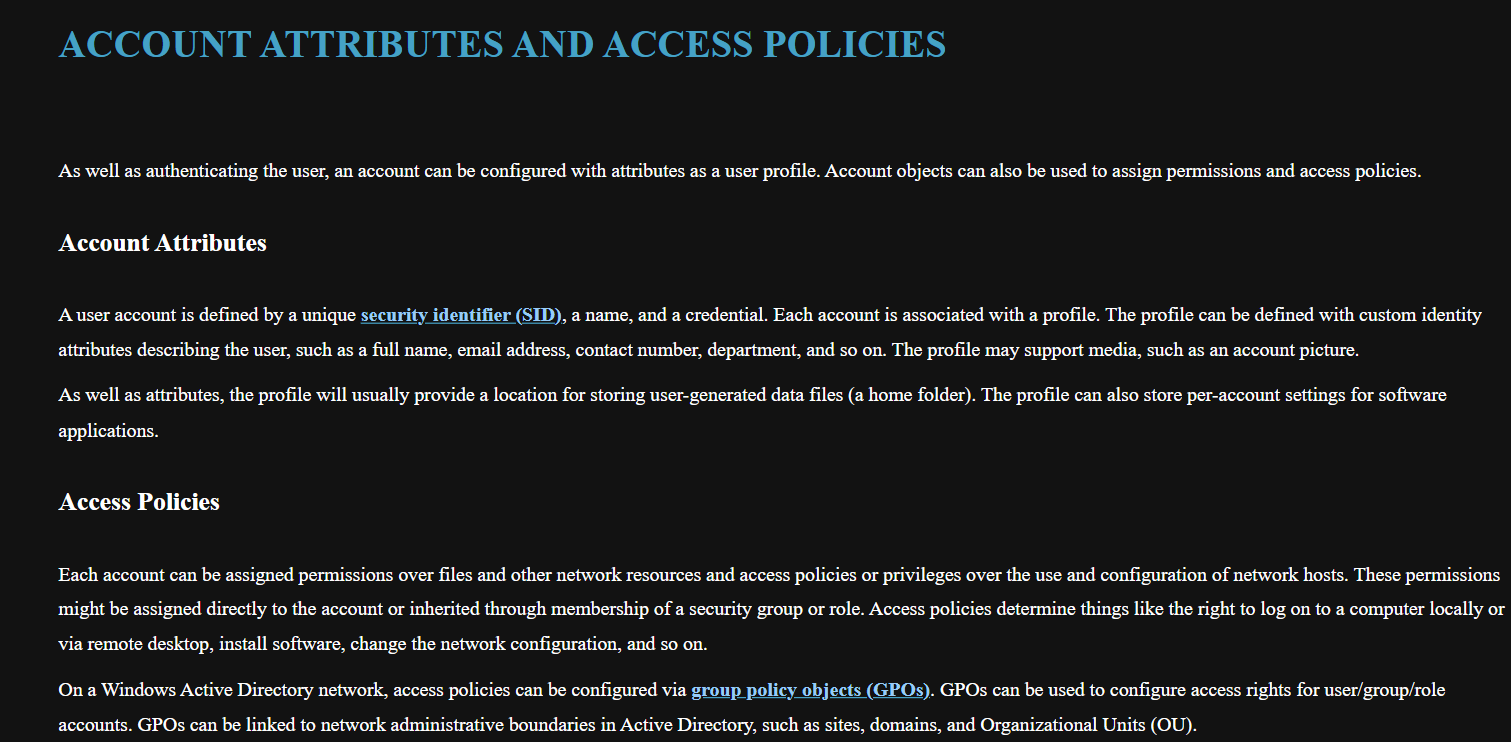 ACCOUNT ATTRIBUTES AND ACCESS POLICIES
As well as authenticating the user, an account can be configured with attributes as a user profile. Account objects can also be used to assign permissions and access policies.
Account Attributes
A user account is defined by a unique security identifier (SID), a name, and a credential. Each account is associated with a profile. The profile can be defined with custom identity
attributes describing the user, such as a full name, email address, contact number, department, and so on. The profile may support media, such as an account picture.
As well as attributes, the profile will usually provide a location for storing user-generated data files (a home folder). The profile can also store per-account settings for software
applications.
Access Policies
Each account can be assigned permissions over files and other network resources and access policies or privileges over the use and configuration of network hosts. These permissions
might be assigned directly to the account or inherited through membership of a security group or role. Access policies determine things like the right to log on to a computer locally or
via remote desktop, install software, change the network configuration, and so on.
On a Windows Active Directory network, access policies can be configured via group policy objects (GPOs). GPOs can be used to configure access rights for user/group/role
accounts. GPOs can be linked to network administrative boundaries in Active Directory, such as sites, domains, and Organizational Units (OU).